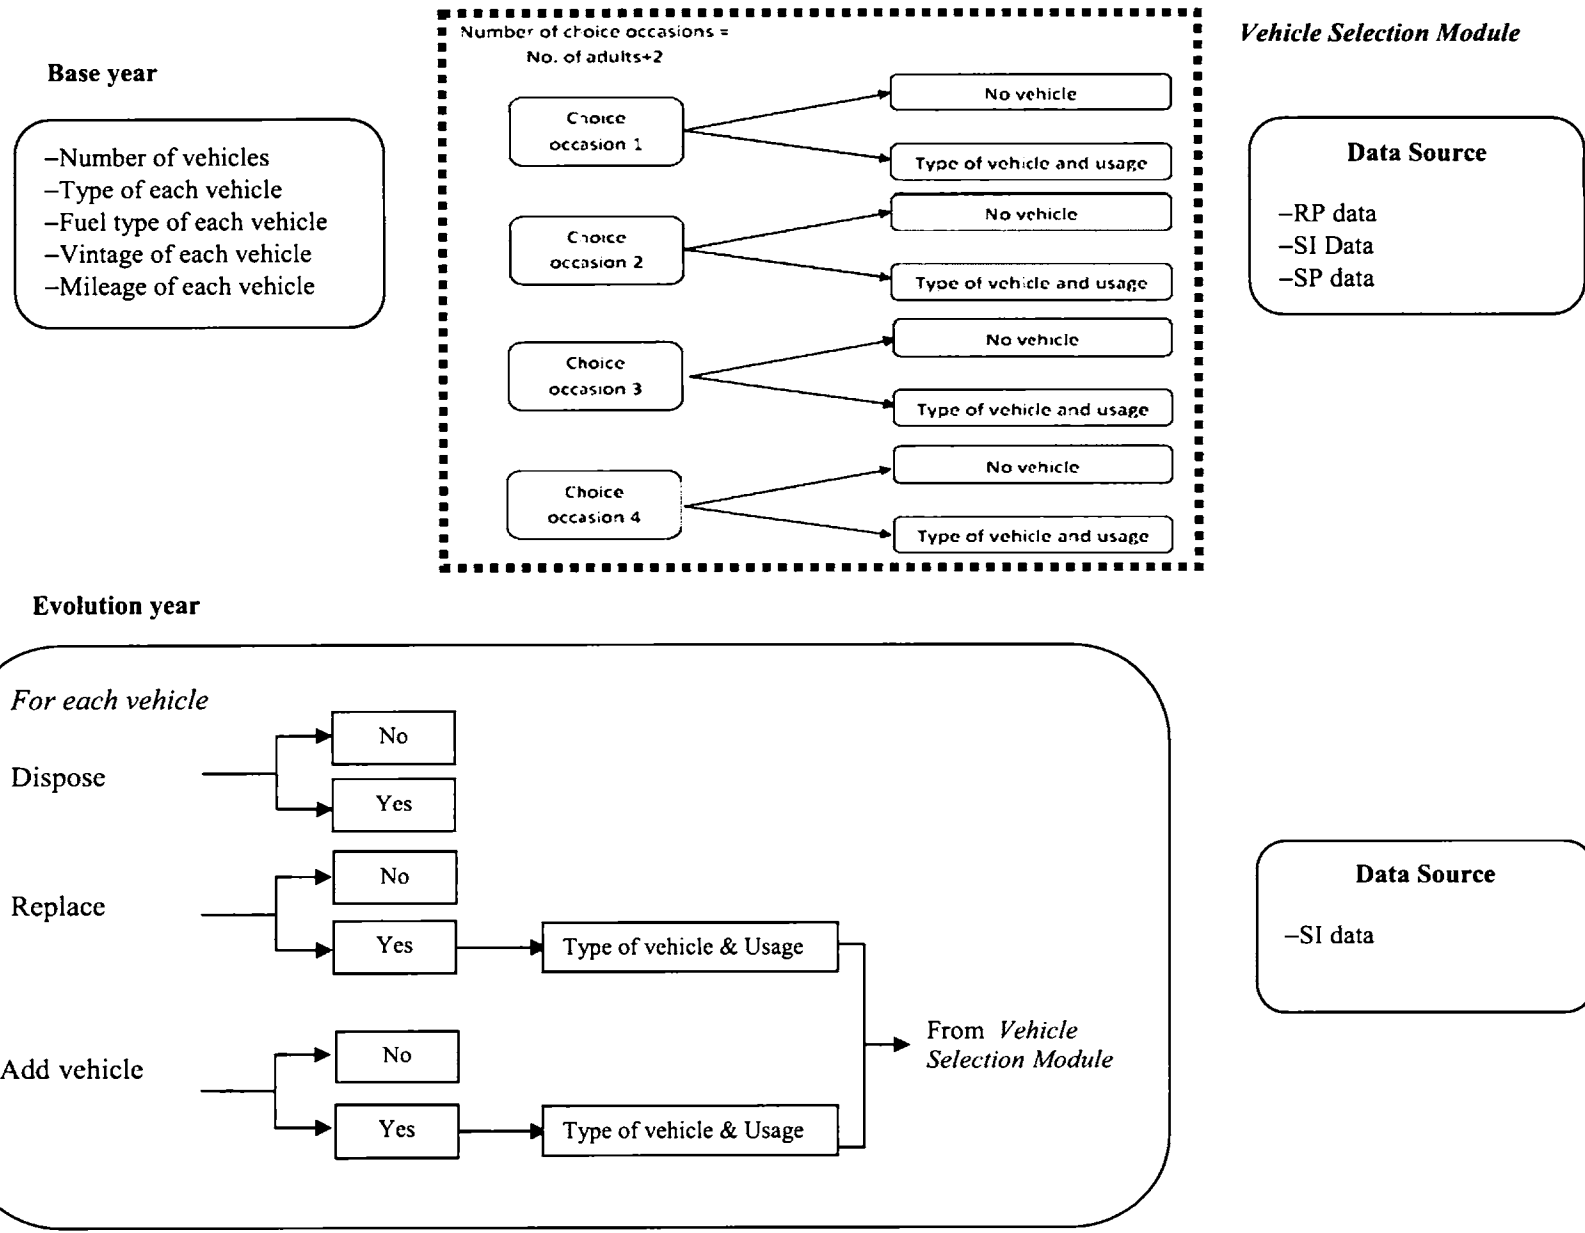 Number of choice occasions =
No. of adults+2
Vehicle Selection Module
Base year
–Number of vehicles
–Type of each vehicle
–Fuel type of each vehicle
–Vintage of each vehicle
–Mileage of each vehicle
Choice
occasion 1
No vehicle
Type of vehicle and usage
Choice
occasion 2
No vehicle
Type of vehicle and usage
Choice
occasion 3
No vehicle
Type of vehicle and usage
Choice
occasion 4
No vehicle
Type of vehicle and usage
Data Source
–RP data
–SI Data
–SP data
Evolution year
For each vehicle
Dispose
No
Yes
Replace
No
Yes
Type of vehicle & Usage
Add vehicle
No
Yes
Type of vehicle & Usage
From Vehicle
Selection Module
Data Source
–SI data